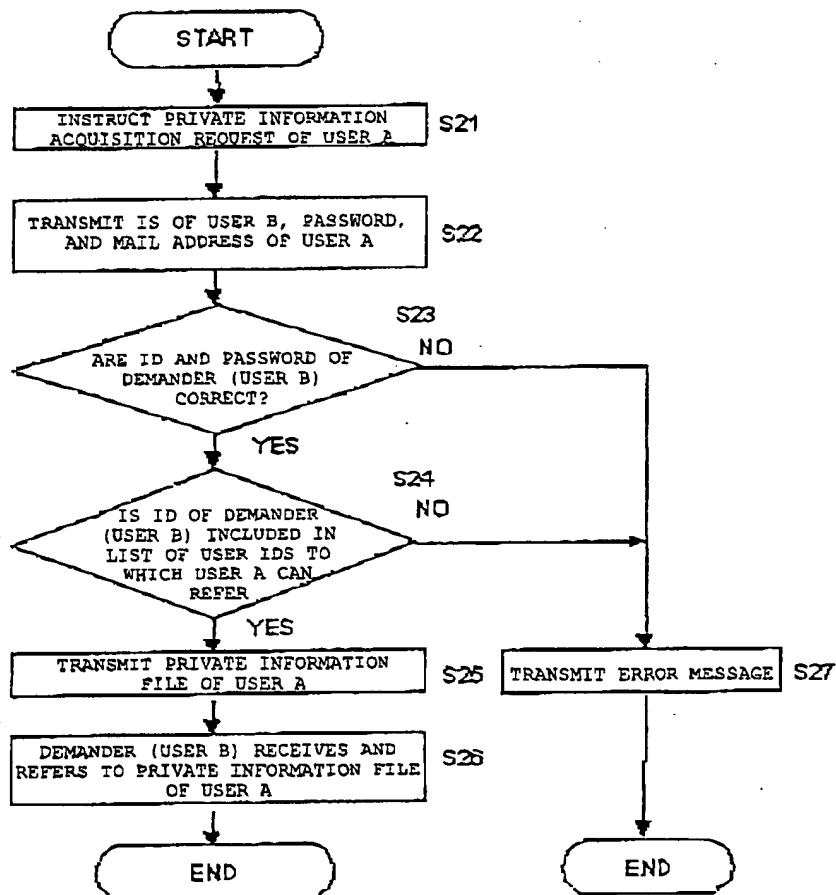 START
INSTRUCT PRIVATE INFORMATION
ACQUISITION REQUEST OF USER A
S21
TRANSMIT IS OF USER B, PASSWORD,
AND MAIL ADDRESS OF USER A
S22
S23
ARE ID AND PASSWORD OF
DEMANDER (USER B)
CORRECT?
NO
YES
S24
IS ID OF DEMANDER
(USER B) INCLUDED IN
LIST OF USER IDS TO
WHICH USER A CAN
REFER
NO
YES
TRANSMIT PRIVATE INFORMATION
FILE OF USER A
S25
TRANSMIT ERROR MESSAGE
S27
DEMANDER (USER B) RECEIVES AND
REFERS TO PRIVATE INFORMATION FILE
OF USER A
S26
END
END